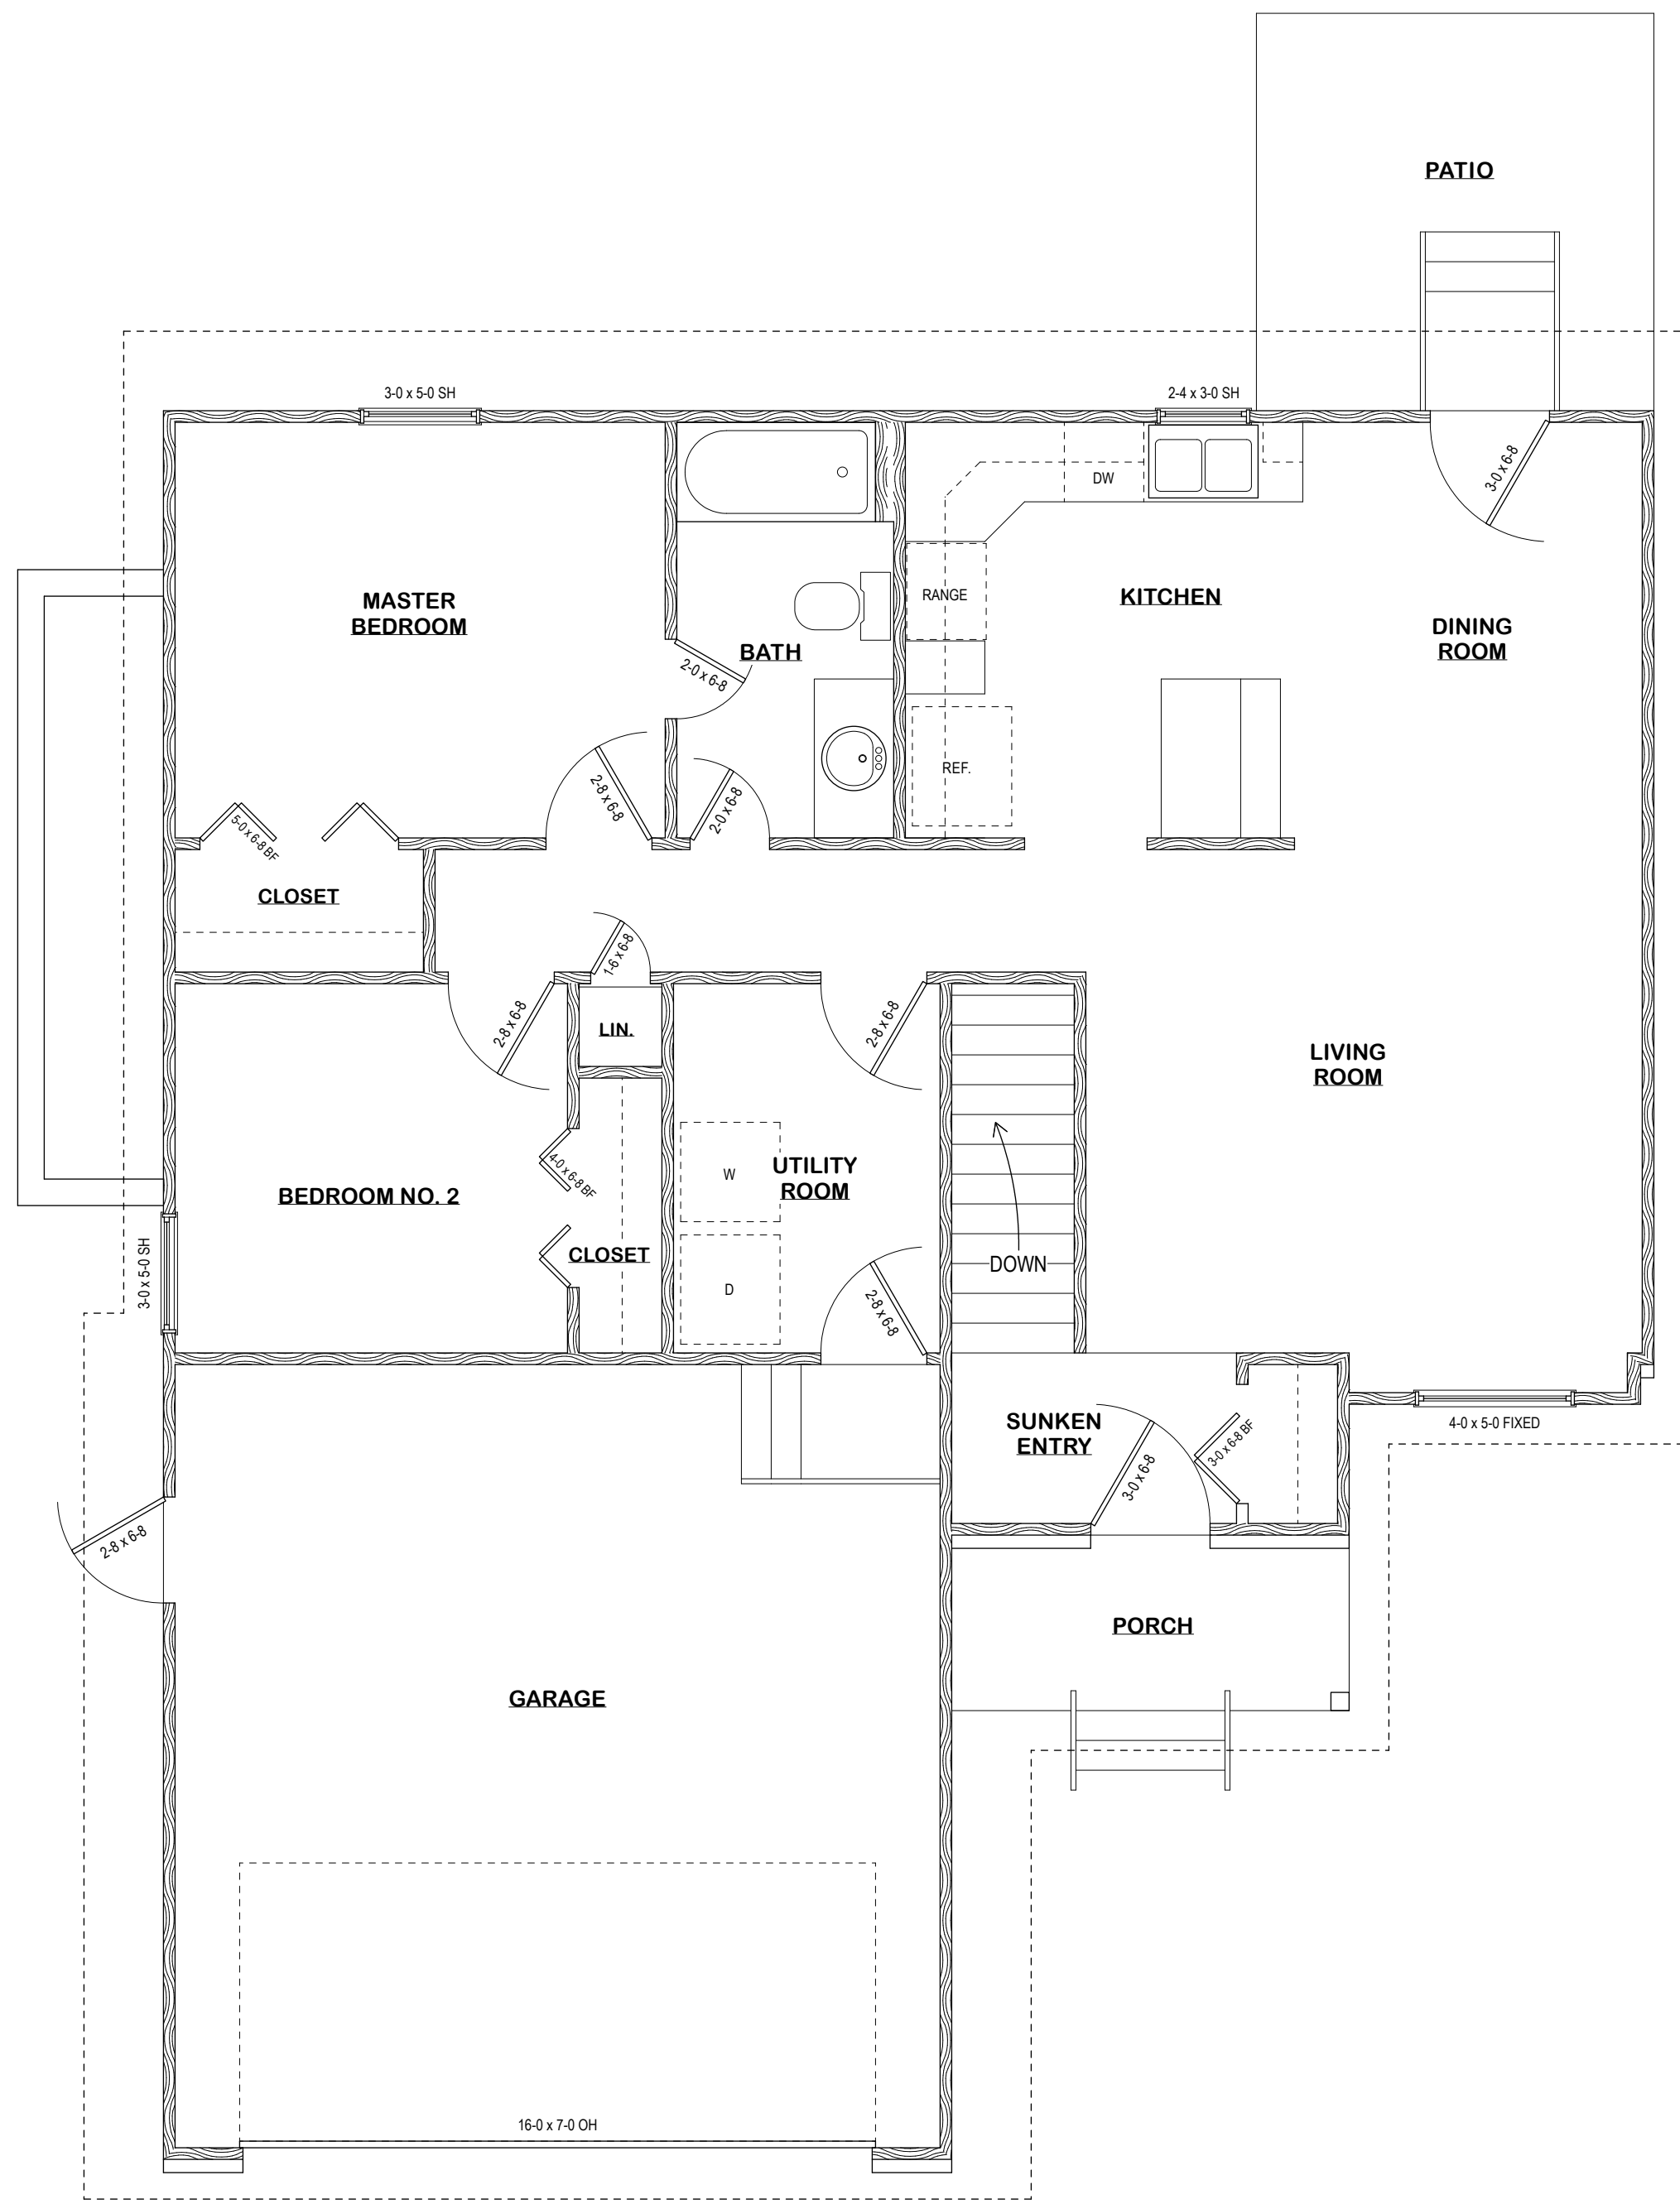 PATIO
3-0 x 5-0 SH
2-4 x 3-0 SH
3-0 x 6-8
DW
RANGE
KITCHEN
MASTER
BEDROOM
DINING
ROOM
BATH
2-0 x 6-8
REF.
2-8 x 6-8
2-0 x 6-8
5-0 x 6-8 BF
CLOSET
1-6 x 6-8
2-8 x 6-8
LIN.
2-8 x 6-8
LIVING
ROOM
4-0 x 6-8 BF
W
UTILITY
ROOM
BEDROOM NO. 2
CLOSET
DOWN
3-0 x 5-0 SH
D
2-8 x 6-8
SUNKEN
ENTRY
3-0 x 6-8 BF
4-0 x 5-0 FIXED
3-0 x 6-8
2-8 x 6-8
PORCH
GARAGE
16-0 x 7-0 OH